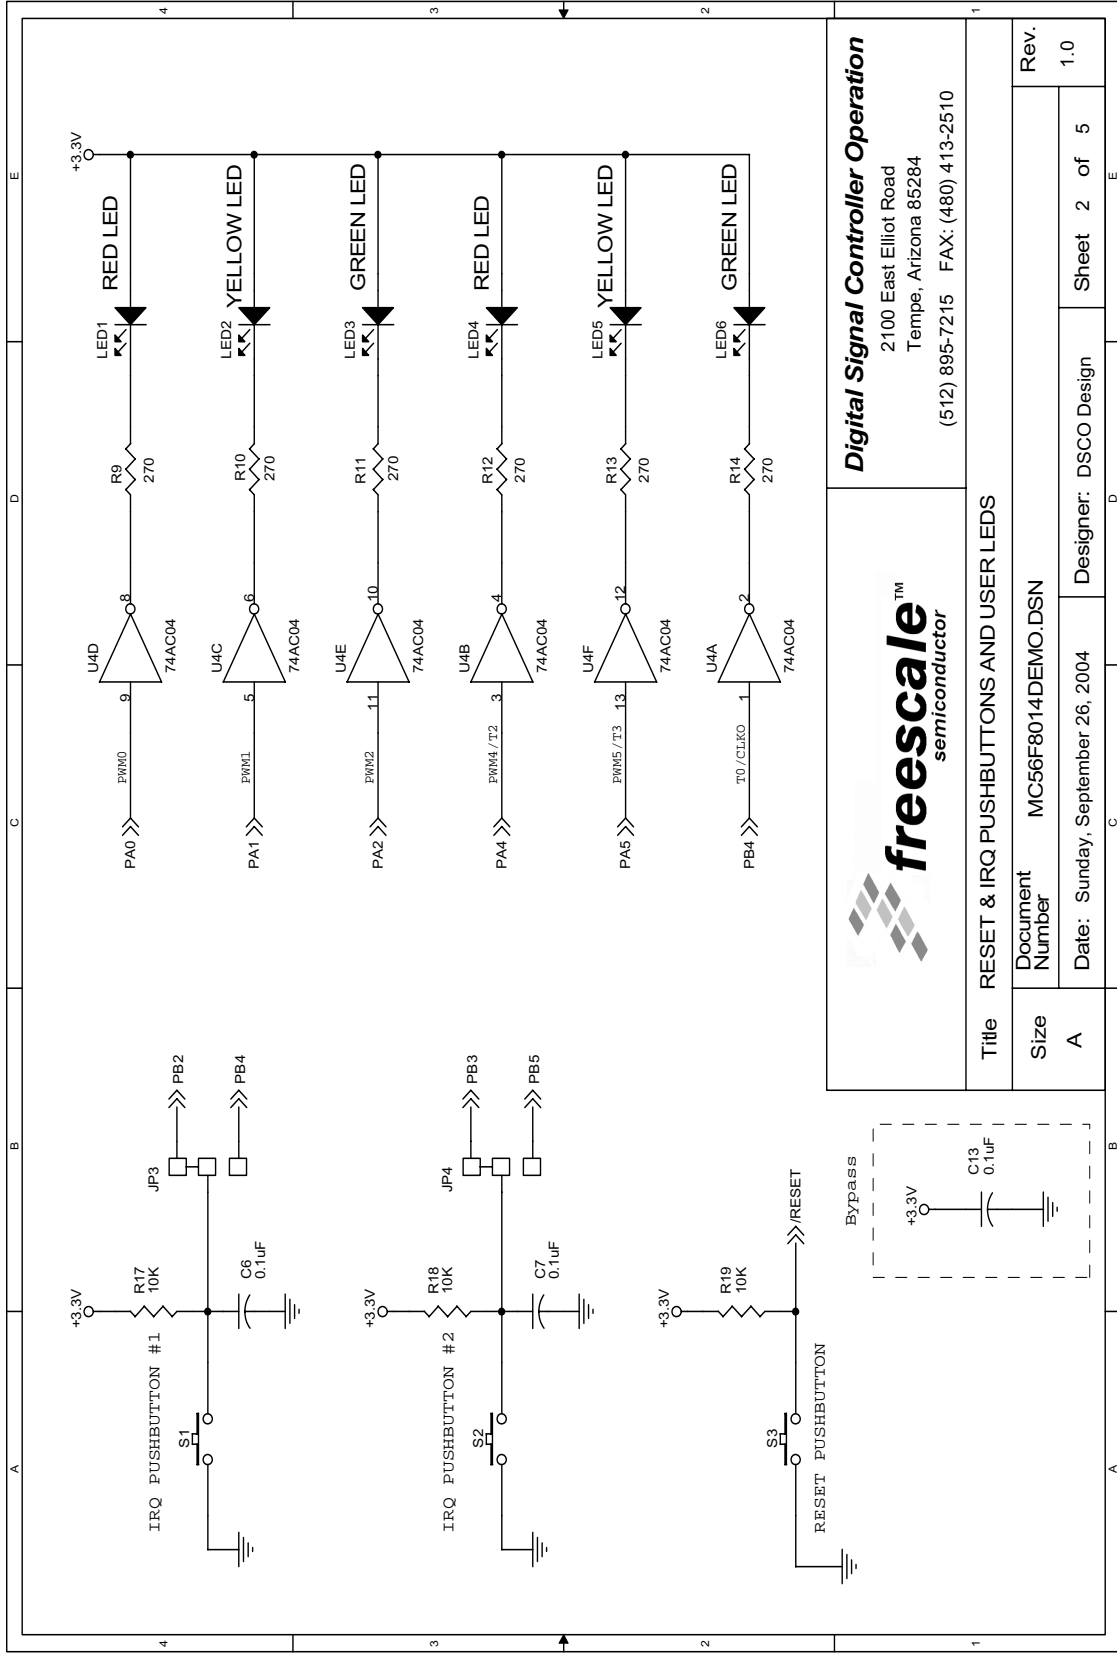 A
B
C
D
E
4
3
2
1
+3.3V
R17
10K
IRQ PUSHBUTTON #1
S1
C6
0.1uF
JP3
PB2
PB4
+3.3V
R18
10K
IRQ PUSHBUTTON #2
S2
C7
0.1uF
JP4
PB3
PB5
+3.3V
R19
10K
S3
RESET PUSHBUTTON
/RESET
Bypass
+3.3V
C13
0.1uF
+3.3V
PA0
PWM0
9
U4D
8
74AC04
R9
270
LED1
RED LED
PA1
PWM1
5
U4C
6
74AC04
R10
270
LED2
YELLOW LED
PA2
PWM2
11
U4E
10
74AC04
R11
270
LED3
GREEN LED
PA4
PWM4/T2
3
U4B
4
74AC04
R12
270
LED4
RED LED
PA5
PWM5/T3
13
U4F
12
74AC04
R13
270
LED5
YELLOW LED
PB4
T0/CLKO
1
U4A
2
74AC04
R14
270
LED6
GREEN LED
freescale™
semiconductor
Digital Signal Controller Operation
2100 East Elliot Road
Tempe, Arizona 85284
(512) 895-7215 FAX: (480) 413-2510
Title RESET & IRQ PUSHBUTTONS AND USER LEDS
Size
A
Document
Number
MC56F8014DEMO.DSN
Rev.
1.0
Date: Sunday, September 26, 2004
Designer: DSCO Design
Sheet 2 of 5
4
3
2
1
A
B
C
D
E